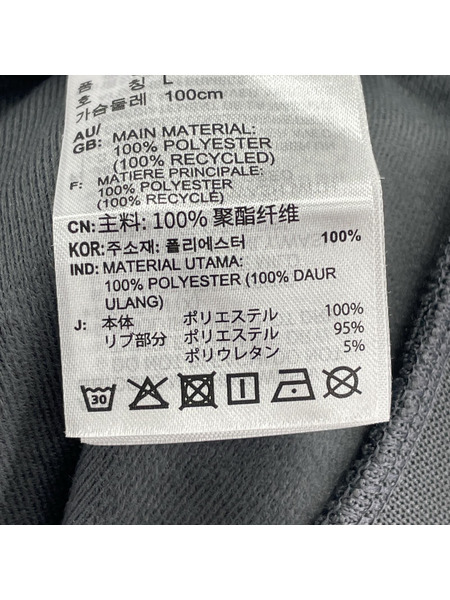 품 칭 L
호
가슴둘레 100cm
AU/
GB: MAIN MATERIAL:
100% POLYESTER
(100% RECYCLED)
F: MATIERE PRINCIPALE:
100% POLYESTER
(100% RECYCLE)
CN: 主料: 100% 聚酯纤维
KOR: 주소재: 폴리에스터 100%
IND: MATERIAL UTAMA:
100% POLYESTER (100% DAUR
ULANG)
J: 本体 ポリエステル 100%
リブ部分 ポリエステル 95%
ポリウレタン 5%
30